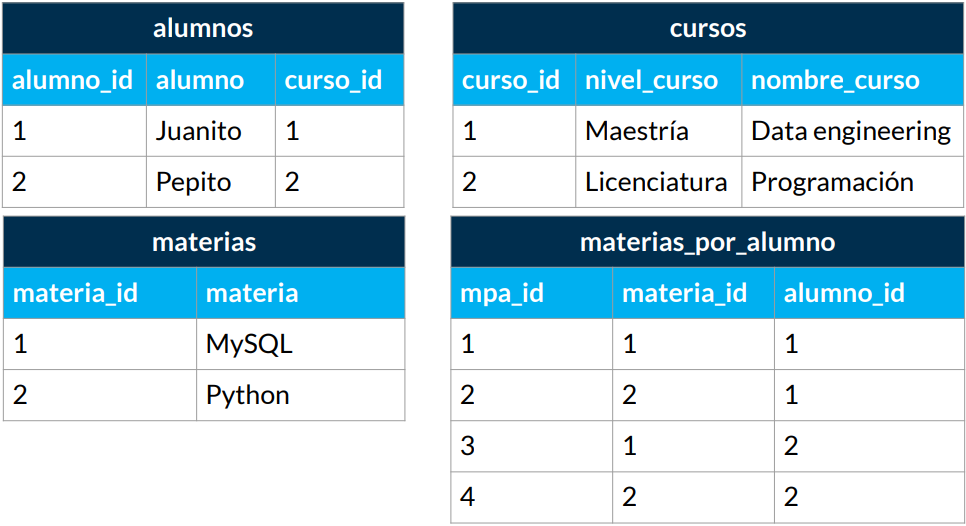 alumnos
alumno_id alumno curso_id
1 Juanito 1
2 Pepito 2
cursos
curso_id nivel_curso nombre_curso
1 Maestría Data engineering
2 Licenciatura Programación
materias
materia_id materia
1 MySQL
2 Python
materias_por_alumno
mpa_id materia_id alumno_id
1 1 1
2 2 1
3 1 2
4 2 2